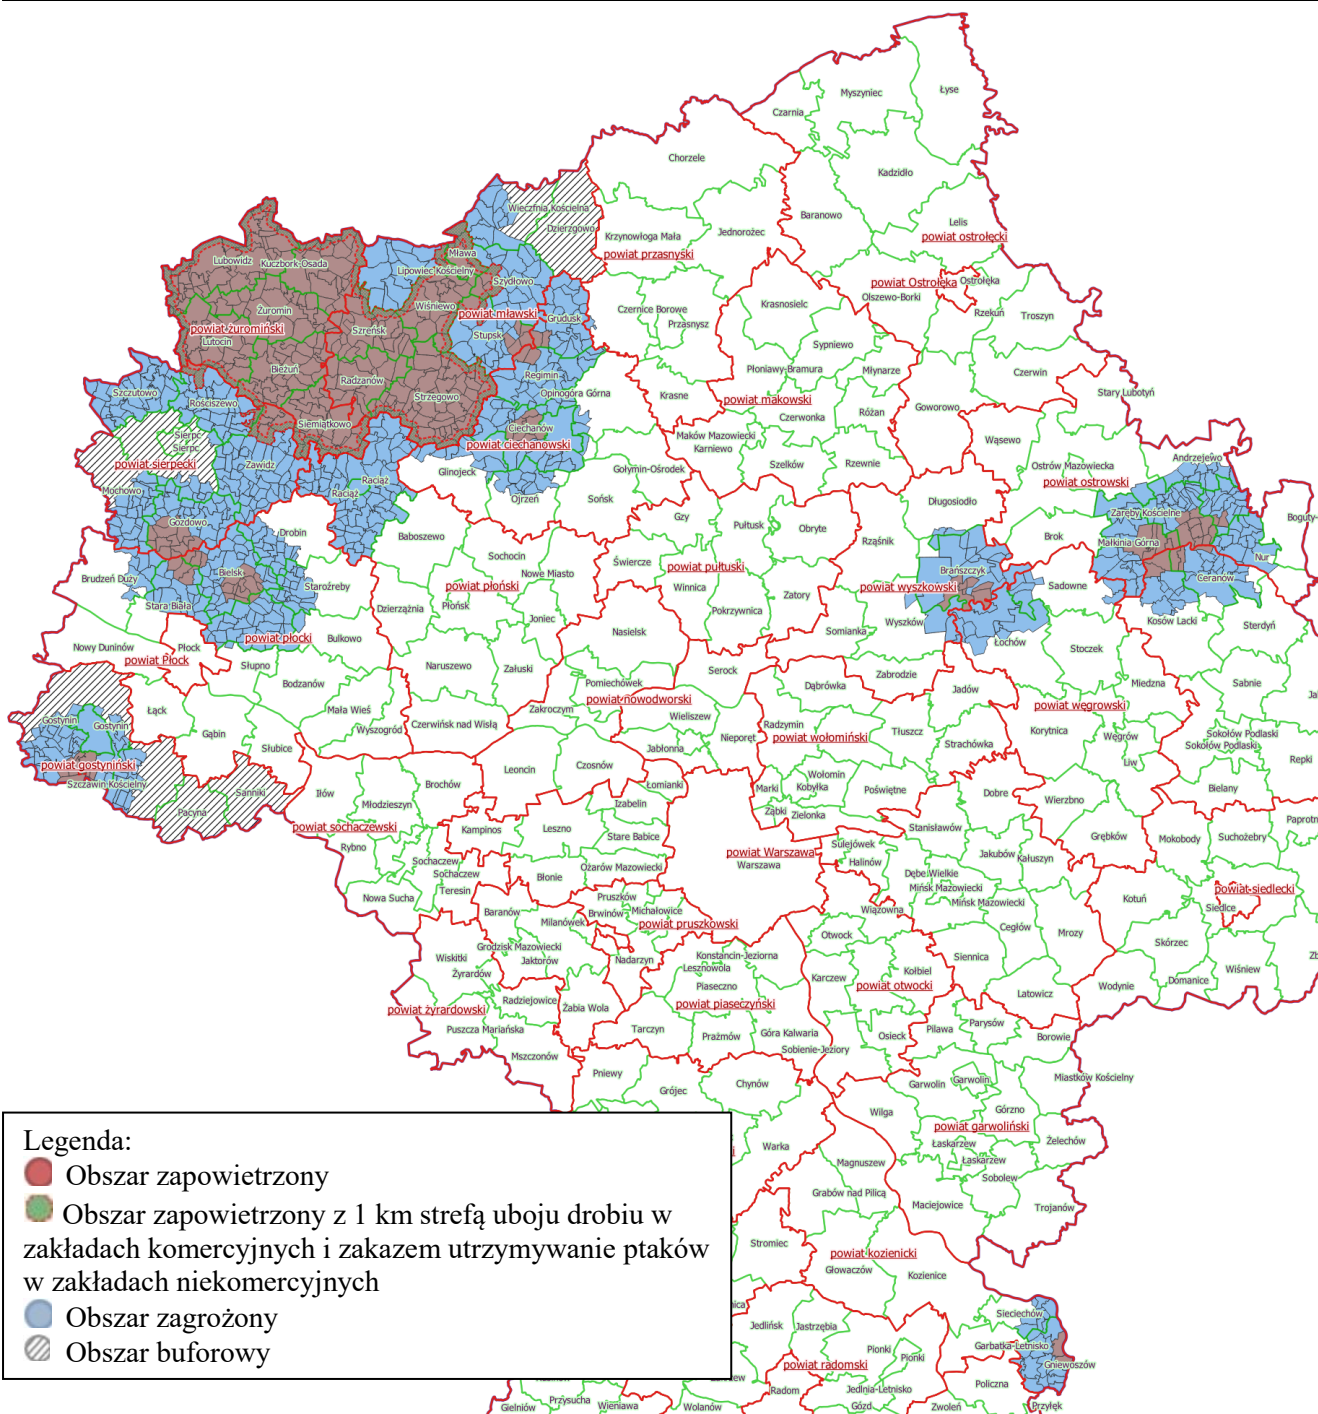 Myszyniec
Łyse
Czarnia
Chorzele
Kadzidło
Baranowo
Wieczfnia Kościelna
Dzierzgowo
Lelis
Jednorożec
Krzynowłoga Mała
powiat ostrołęcki
powiat przasnyski
Mława
Lubowidz
Kuczbork-Osada
Lipowiec Kościelny
Szydłowo
powiat Ostrołęka
Ostrołęka
Olszewo-Borki
Krasnosielc
Wiśniewo
Czernice Borowe
Żuromin
powiat mławski
Grudusk
Rzekuń
Troszyn
Przasnysz
powiat żuromiński
Szreńsk
Stupsk
Lutocin
Sypniewo
Bieżuń
Radzanów
Regimin
Płoniawy-Bramura
Młynarze
Czerwin
Szczutowo
Rościszewo
Strzegowo
Opinogóra Górna
Krasne
powiat makowski
Stary Lubotyń
Różan
Goworowo
Czerwonka
Siemiątkowo
Ciechanów
Sierpc
Sierpc
powiat ciechanowski
Maków Mazowiecki
Karniewo
Wąsewo
powiat sierpecki
Zawidz
Glinojeck
Gołymin-Ośrodek
Szelków
Rzewnie
Ostrów Mazowiecka
powiat ostrowski
Andrzejewo
Mochowo
Raciąż
Raciąż
Ojrzeń
Sońsk
Długosiodło
Gozdowo
Drobin
Gzy
Pułtusk
Obryte
Zaręby Kościelne
Boguty-
Baboszewo
Rząśnik
Brok
Małkinia Górna
Sochocin
Świercze
powiat pułtuski
Brańszczyk
Nur
Brudzeń Duży
Bielsk
Staroźreby
powiat płoński
Nowe Miasto
Winnica
powiat wyszkowski
Sadowne
Ceranów
Stara Biała
Dzierzążnia
Płońsk
Zatory
Joniec
Pokrzywnica
Wyszków
Kosów Lacki
Sterdyń
powiat płocki
Bulkowo
Nasielsk
Somianka
Łochów
Nowy Duninów
Płock
powiat Płock
Słupno
Naruszewo
Załuski
Serock
Stoczek
Bodzanów
Pomiechówek
Dąbrówka
Zabrodzie
Jadów
Miedzna
Sabnie
powiat nowodworski
powiat węgrowski
Łąck
Mała Wieś
Zakroczym
Wieliszew
Gostynin
Gostynin
Gąbin
Wyszogród
Czerwińsk nad Wisłą
Radzymin
powiat wołomiński
Nieporęt
Tłuszcz
Korytnica
Węgrów
Sokołów Podlaski
Sokołów Podlaski
Słubice
Jabłonna
Strachówka
powiat gostyniński
Leoncin
Czosnów
Liw
Repki
Szczawin Kościelny
Brochów
Łomianki
Wołomin
Kobyłka
Marki
Poświętne
Dobre
Bielany
Sanniki
Iłów
Młodzieszyn
Izabelin
Wierzbno
Pacyna
Ząbki
Zielonka
powiat sochaczewski
Kampinos
Leszno
Stare Babice
Stanisławów
Grębków
Mokobody
Suchożebry
Rybno
Sulejówek
powiat Warszawa
Warszawa
Halinów
Jakubów
Kałuszyn
Sochaczew
Sochaczew
Ożarów Mazowiecki
Błonie
Dębe Wielkie
Mińsk Mazowiecki
Mińsk Mazowiecki
powiat siedlecki
Teresin
Nowa Sucha
Pruszków
Brwinów
Michałowice
Kotuń
Siedlce
Baranów
Milanówek
powiat pruszkowski
Wiązowna
Cegłów
Mrozy
Otwock
Skórzec
Grodzisk Mazowiecki
Jaktorów
Wiskitki
Nadarzyn
Konstancin-Jeziorna
Lesznowola
Siennica
Żyrardów
Piaseczno
Karczew
Kołbiel
powiat otwocki
Wiśniew
Domanice
Wodynie
powiat żyrardowski
Radziejowice
Żabia Wola
powiat piaseczyński
Latowicz
Puszcza Mariańska
Tarczyn
Prażmów
Góra Kalwaria
Sobienie-Jeziory
Osieck
Pilawa
Parysów
Borowie
Mszczonów
Pniewy
Grójec
Chynów
Garwolin
Garwolin
Miastków Kościelny
Wilga
Górzno
powiat garwoliński
Warka
Łaskarzew
Łaskarzew
Żelechów
Magnuszew
Sobolew
Grabów nad Pilicą
Maciejowice
Trojanów
Stromiec
powiat kozienicki
Głowaczów
Kozienice
Sieciechów
Jedlińsk
Jastrzębia
Garbatka-Letnisko
Pionki
Pionki
Gniewoszów
powiat radomski
Radom
Jedlnia-Letnisko
Policzna
Gielniów
Przysucha
Wieniawa
Wolanów
Gózd
Zwoleń
Przyłęk
Legenda:
Obszar zapowietrzony
Obszar zapowietrzony z 1 km strefą uboju drobiu w
zakładach komercyjnych i zakazem utrzymywanie ptaków
w zakładach niekomercyjnych
Obszar zagrożony
Obszar buforowy